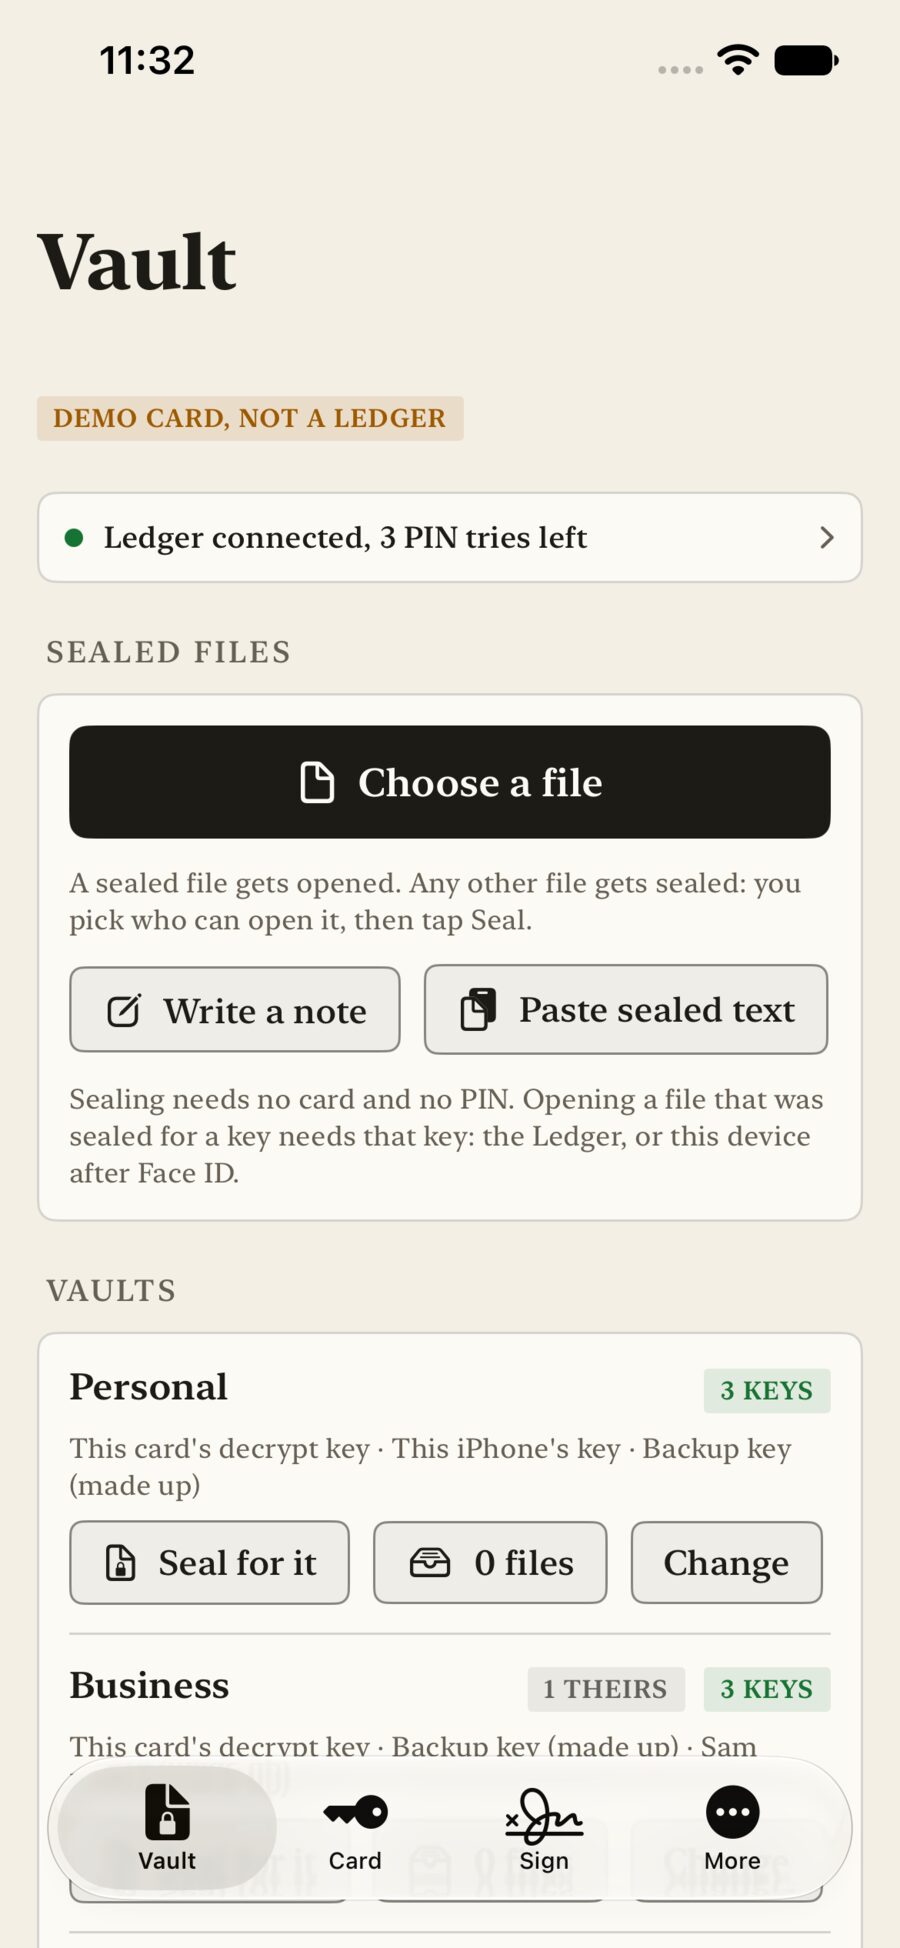 11:32
Vault
DEMO CARD, NOT A LEDGER
Ledger connected, 3 PIN tries left
SEALED FILES
Choose a file
A sealed file gets opened. Any other file gets sealed: you
pick who can open it, then tap Seal.
Write a note
Paste sealed text
Sealing needs no card and no PIN. Opening a file that was
sealed for a key needs that key: the Ledger, or this device
after Face ID.
VAULTS
Personal
3 KEYS
This card's decrypt key · This iPhone's key · Backup key
(made up)
Seal for it
0 files
Change
Business
1 THEIRS
3 KEYS
This card's decrypt key · Backup key (made up) · Sam
Vault
Card
Sign
More